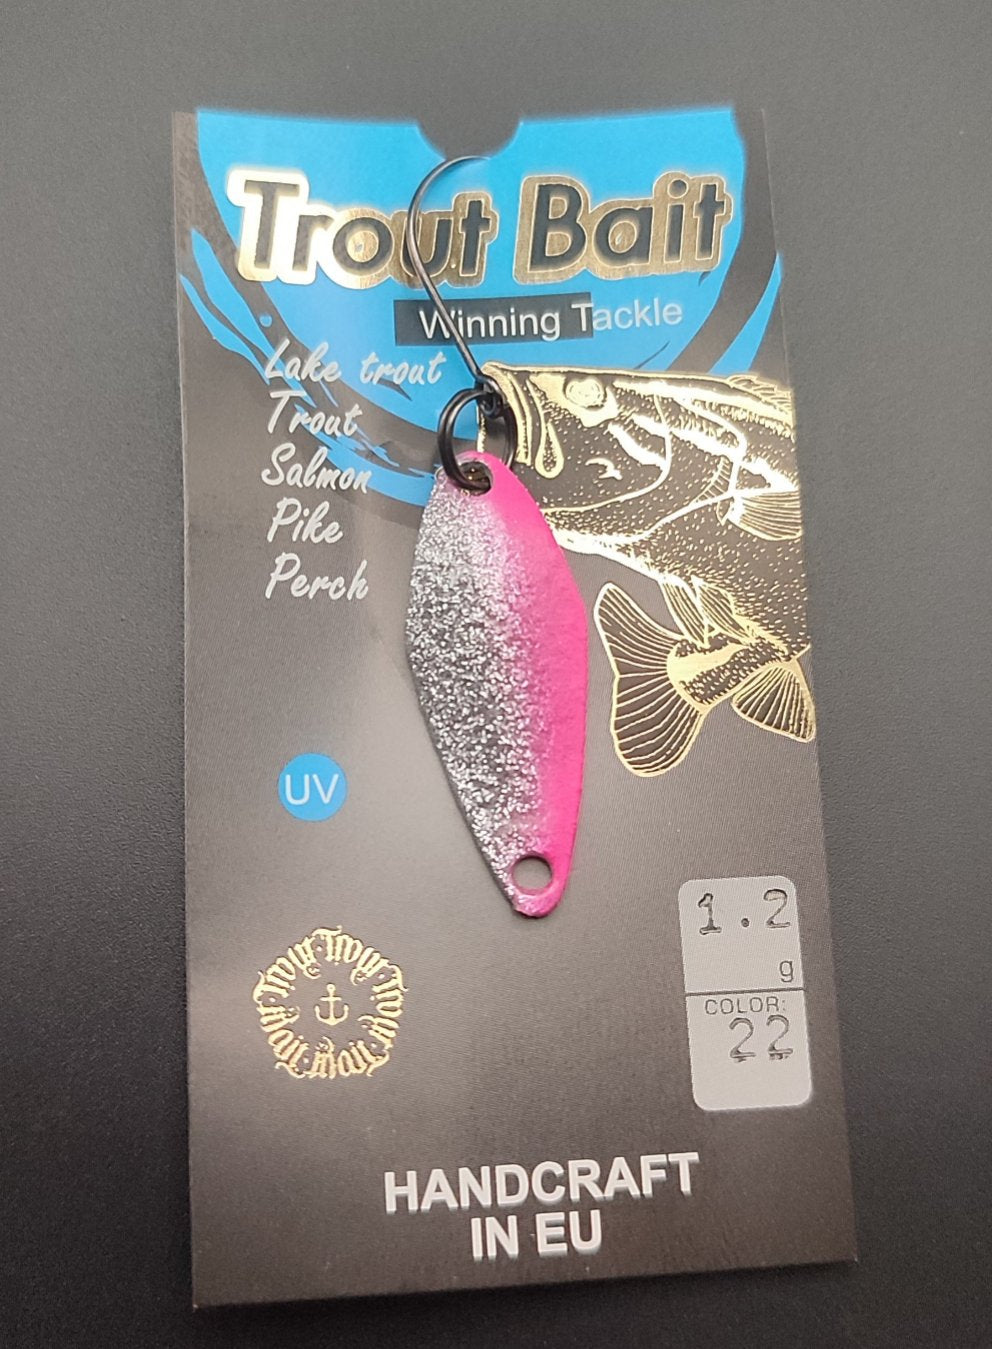 Trout Bait
Winning Tackle
Lake trout
Trout
Salmon
Pike
Perch
UV
1.2
g
COLOR:
22
HANDCRAFT
IN EU